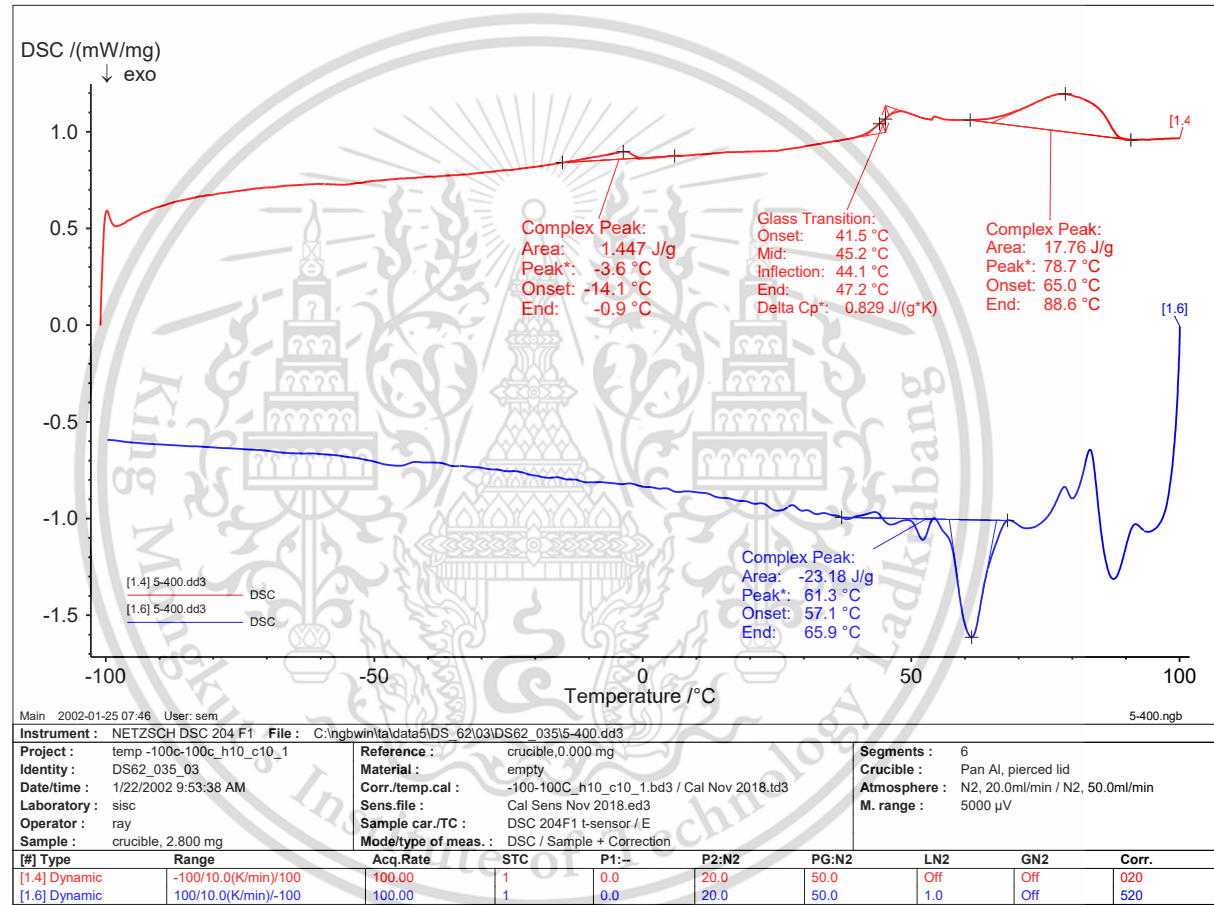 DSC /(mW/mg)
↓ exo
[1.4
1.0
0.5
0.0
-0.5
-1.0
-1.5
Complex Peak:
Area: 1.447 J/g
Peak*: -3.6 °C
Onset: -14.1 °C
End: -0.9 °C
Glass Transition:
Onset: 41.5 °C
Mid: 45.2 °C
Inflection: 44.1 °C
End: 47.2 °C
Delta Cp*: 0.829 J/(g*K)
Complex Peak:
Area: 17.76 J/g
Peak*: 78.7 °C
Onset: 65.0 °C
End: 88.6 °C
[1.6]
Complex Peak:
Area: -23.18 J/g
Peak*: 61.3 °C
Onset: 57.1 °C
End: 65.9 °C
[1.4] 5-400.dd3
DSC
[1.6] 5-400.dd3
DSC
-100 -50 0 50 100
Temperature /°C
King Mongkut's Institute of Technology Ladkrabang
Main 2002-01-25 07:46 User: sem 5-400.ngb
Instrument : NETZSCH DSC 204 F1 File : C:\ngbwin\ta\data5\DS_62\03\DS62_035\5-400.dd3
Project : temp -100c-100c_h10_c10_1 Reference : crucible,0.000 mg Segments : 6
Identity : DS62_035_03 Material : empty Crucible : Pan Al, pierced lid
Date/time : 1/22/2002 9:53:38 AM Corr./temp.cal : -100-100C_h10_c10_1.bd3 / Cal Nov 2018.td3 Atmosphere : N2, 20.0ml/min / N2, 50.0ml/min
Laboratory : sisc Sens.file : Cal Sens Nov 2018.ed3 M. range : 5000 µV
Operator : ray Sample car./TC : DSC 204F1 t-sensor / E
Sample : crucible, 2.800 mg Mode/type of meas. : DSC / Sample + Correction
[#] Type Range Acq.Rate STC P1:-- P2:N2 PG:N2 LN2 GN2 Corr.
[1.4] Dynamic -100/10.0(K/min)/100 100.00 1 0.0 20.0 50.0 Off Off 020
[1.6] Dynamic 100/10.0(K/min)/-100 100.00 1 0.0 20.0 50.0 1.0 Off 520